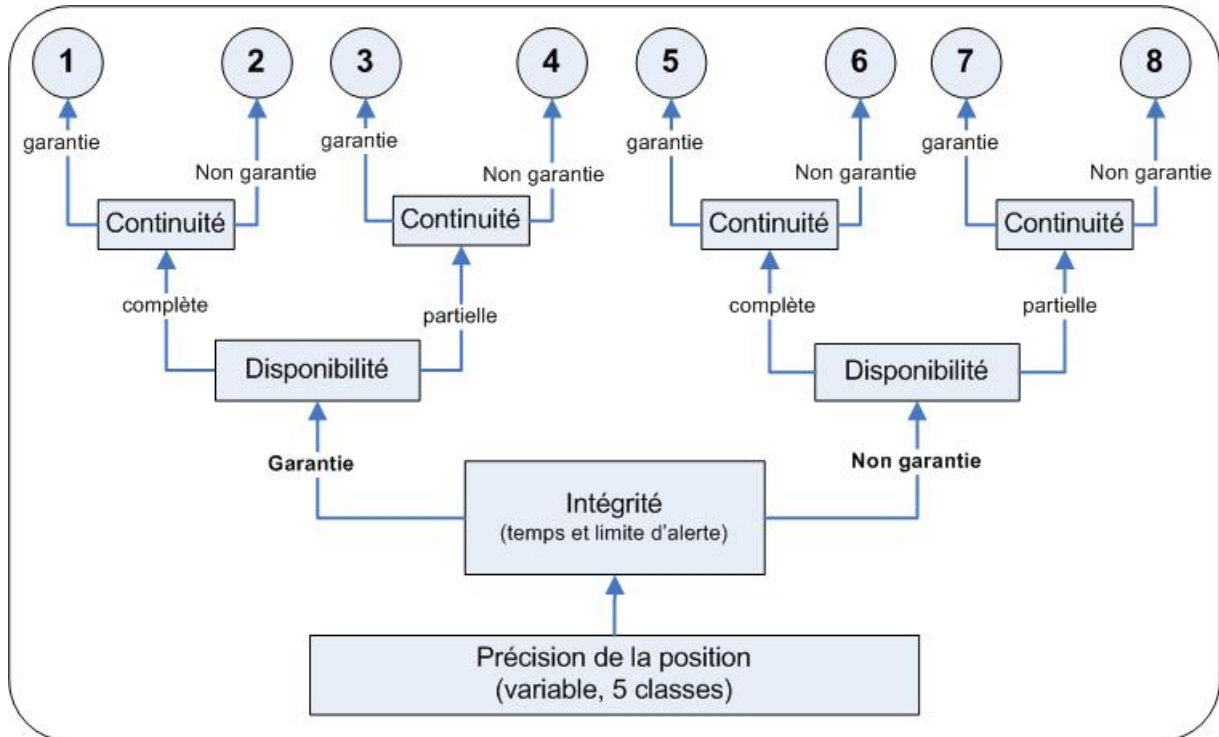 1 2 3 4 5 6 7 8
garantie garantie garantie garantie
Non garantie Non garantie Non garantie Non garantie
Continuité Continuité Continuité Continuité
complète partielle complète partielle
Disponibilité Disponibilité
Garantie Non garantie
Intégrité
(temps et limite d'alerte)
Précision de la position
(variable, 5 classes)